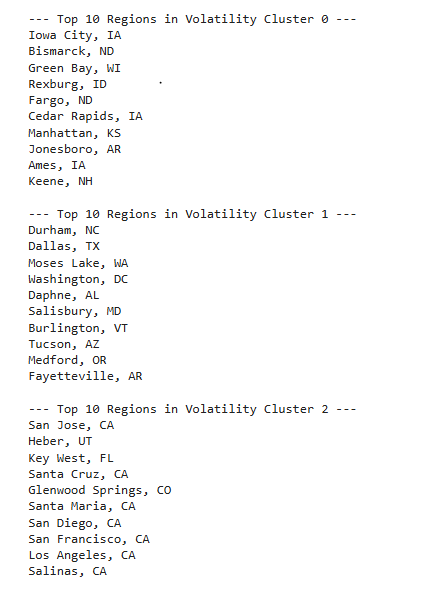 --- Top 10 Regions in Volatility Cluster 0 ---
Iowa City, IA
Bismarck, ND
Green Bay, WI
Rexburg, ID
Fargo, ND
Cedar Rapids, IA
Manhattan, KS
Jonesboro, AR
Ames, IA
Keene, NH
--- Top 10 Regions in Volatility Cluster 1 ---
Durham, NC
Dallas, TX
Moses Lake, WA
Washington, DC
Daphne, AL
Salisbury, MD
Burlington, VT
Tucson, AZ
Medford, OR
Fayetteville, AR
--- Top 10 Regions in Volatility Cluster 2 ---
San Jose, CA
Heber, UT
Key West, FL
Santa Cruz, CA
Glenwood Springs, CO
Santa Maria, CA
San Diego, CA
San Francisco, CA
Los Angeles, CA
Salinas, CA